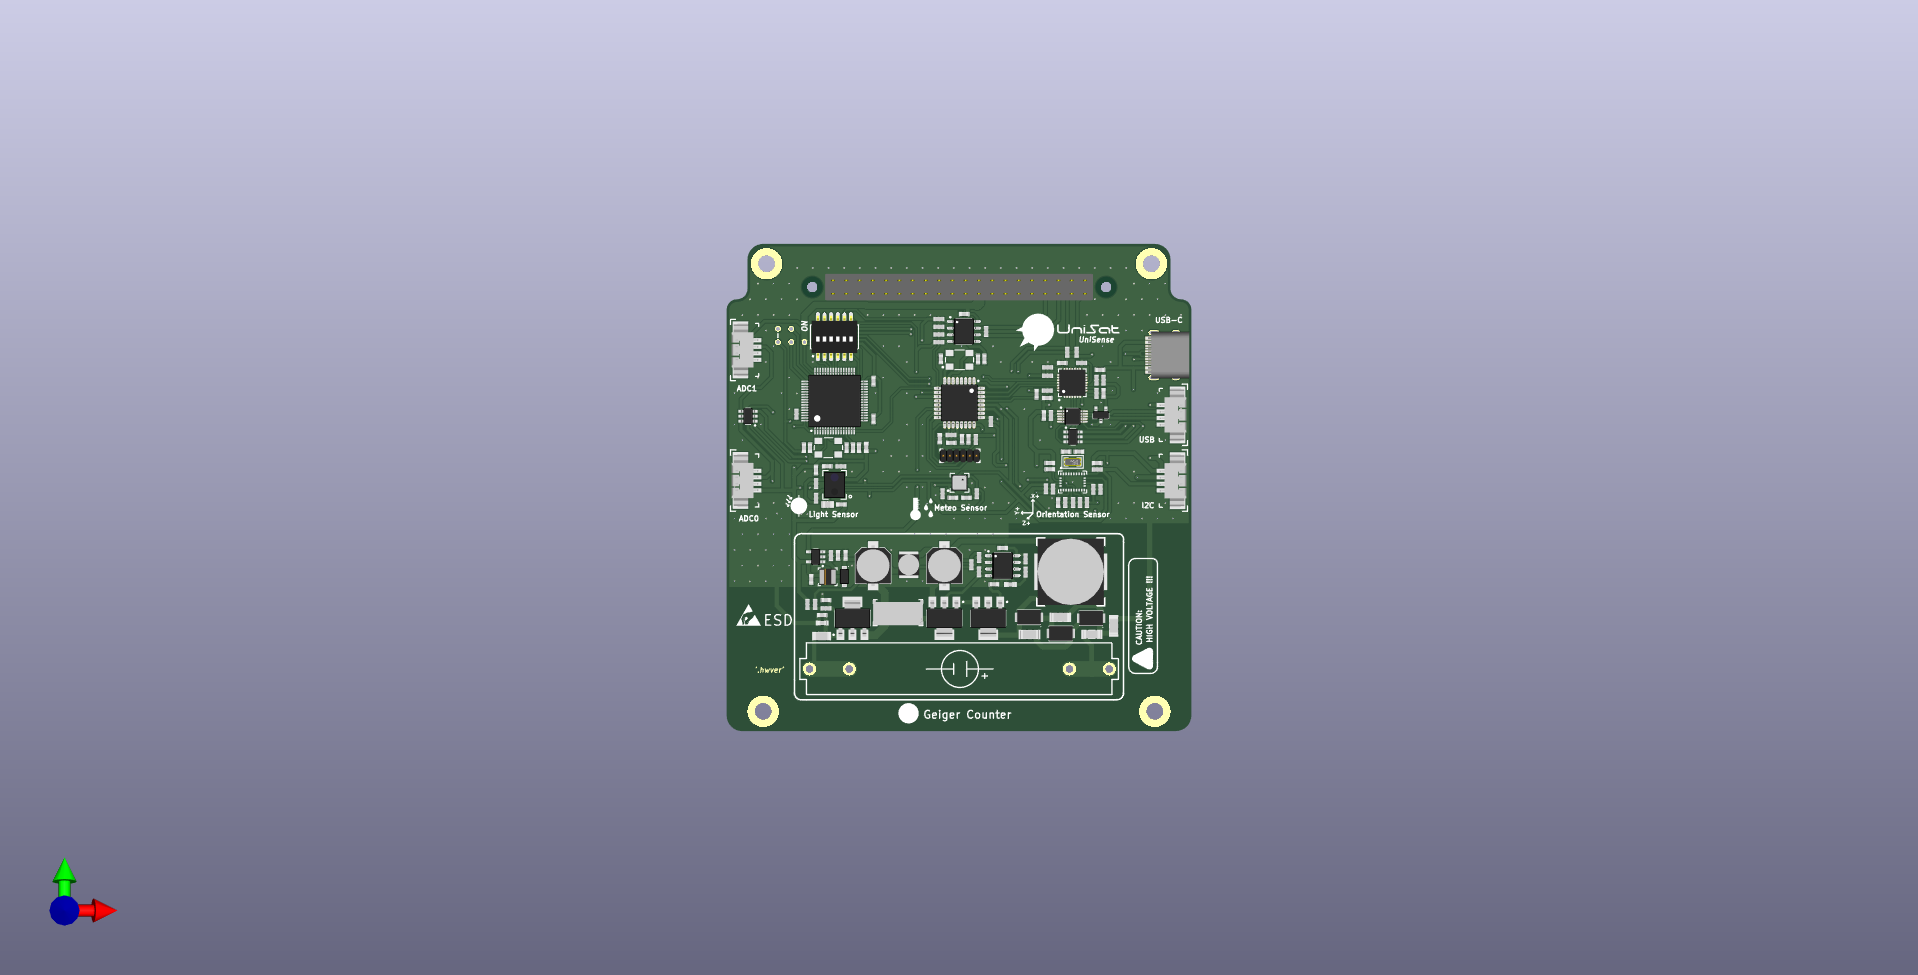 USB-C
ON
UniSat
UniSense
ADC1
USB
ADC0
Light Sensor
Meteo Sensor
X+
Y+
Z+
Orientation Sensor
I2C
CAUTION:
HIGH VOLTAGE !!!
ESD
'.hwver'
+
Geiger Counter